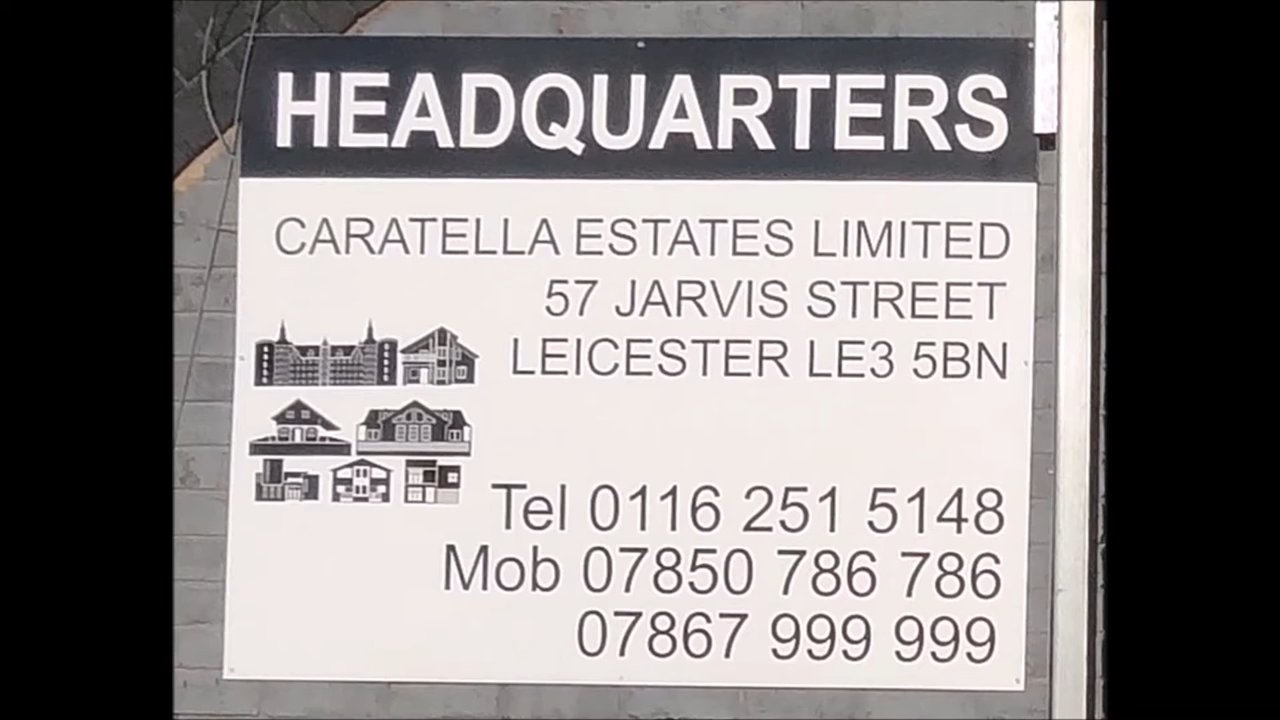 HEADQUARTERS
CARATELLA ESTATES LIMITED
57 JARVIS STREET
LEICESTER LE3 5BN
Tel 0116 251 5148
Mob 07850 786 786
07867 999 999